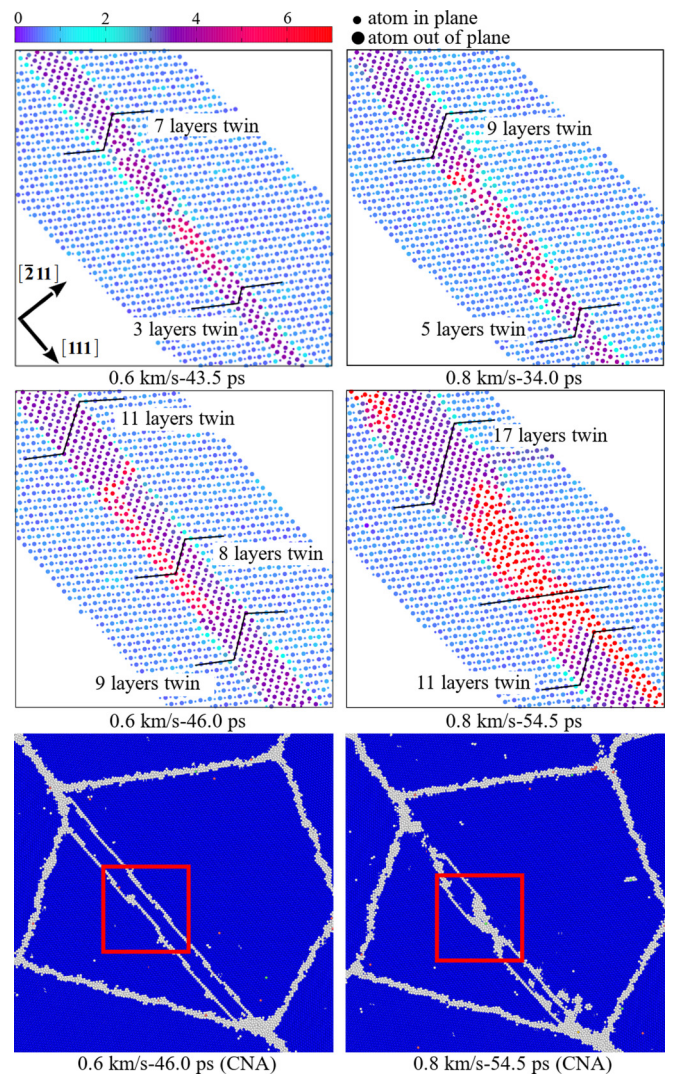 0 2 4 6
atom in plane
atom out of plane
7 layers twin
3 layers twin
[2̄11]
[111]
0.6 km/s-43.5 ps
9 layers twin
5 layers twin
0.8 km/s-34.0 ps
11 layers twin
8 layers twin
9 layers twin
0.6 km/s-46.0 ps
17 layers twin
11 layers twin
0.8 km/s-54.5 ps
0.6 km/s-46.0 ps (CNA)
0.8 km/s-54.5 ps (CNA)